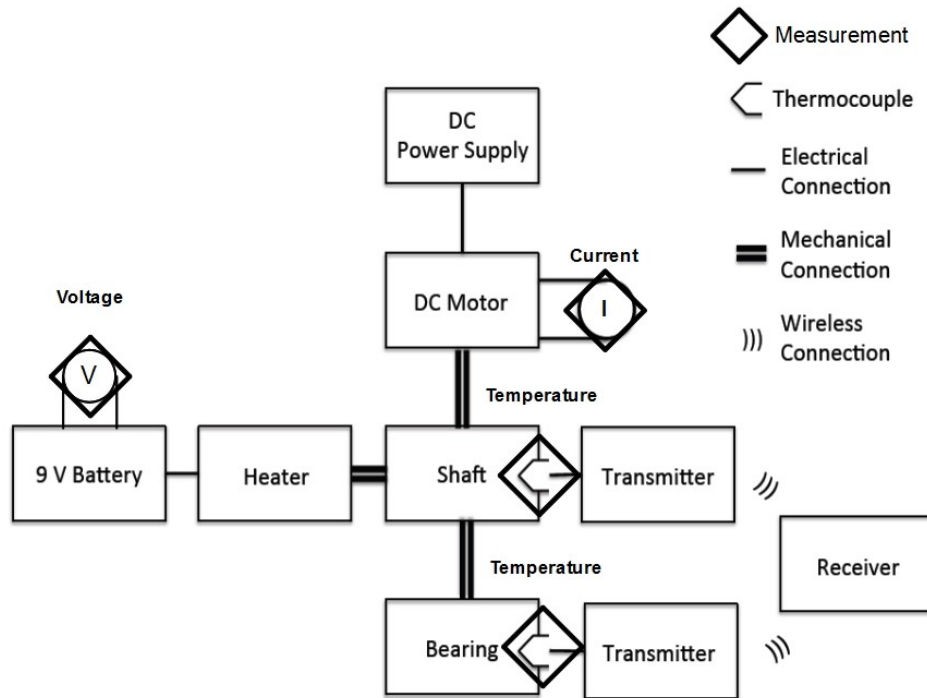 Measurement
Thermocouple
Electrical
Connection
Mechanical
Connection
Wireless
Connection
DC
Power Supply
Current
DC Motor
I
Voltage
V
Temperature
9 V Battery
Heater
Shaft
Transmitter
Temperature
Receiver
Bearing
Transmitter